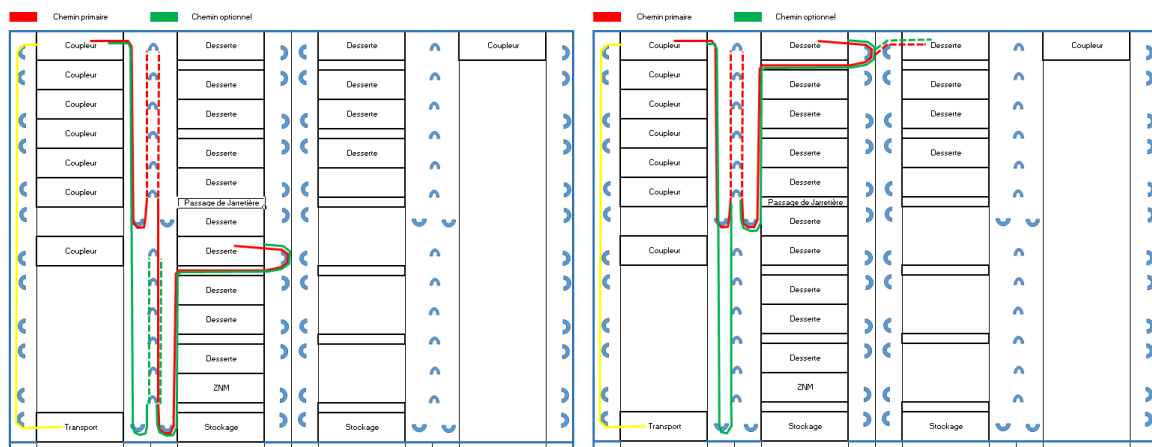 Chemin primaire Chemin optionnel
Coupleur Desserte Desserte Coupleur
Coupleur Desserte Desserte
Coupleur Desserte
Coupleur Desserte Desserte
Coupleur Desserte
Coupleur Passage de Jarretière
Desserte
Coupleur Desserte
Desserte
Desserte
Desserte
ZNM
Transport Stockage Stockage
Chemin primaire Chemin optionnel
Coupleur Desserte Desserte Coupleur
Coupleur Desserte Desserte
Coupleur Desserte
Coupleur Desserte Desserte
Coupleur Desserte
Coupleur Passage de Jarretière
Desserte
Coupleur Desserte
Desserte
Desserte
Desserte
ZNM
Transport Stockage Stockage